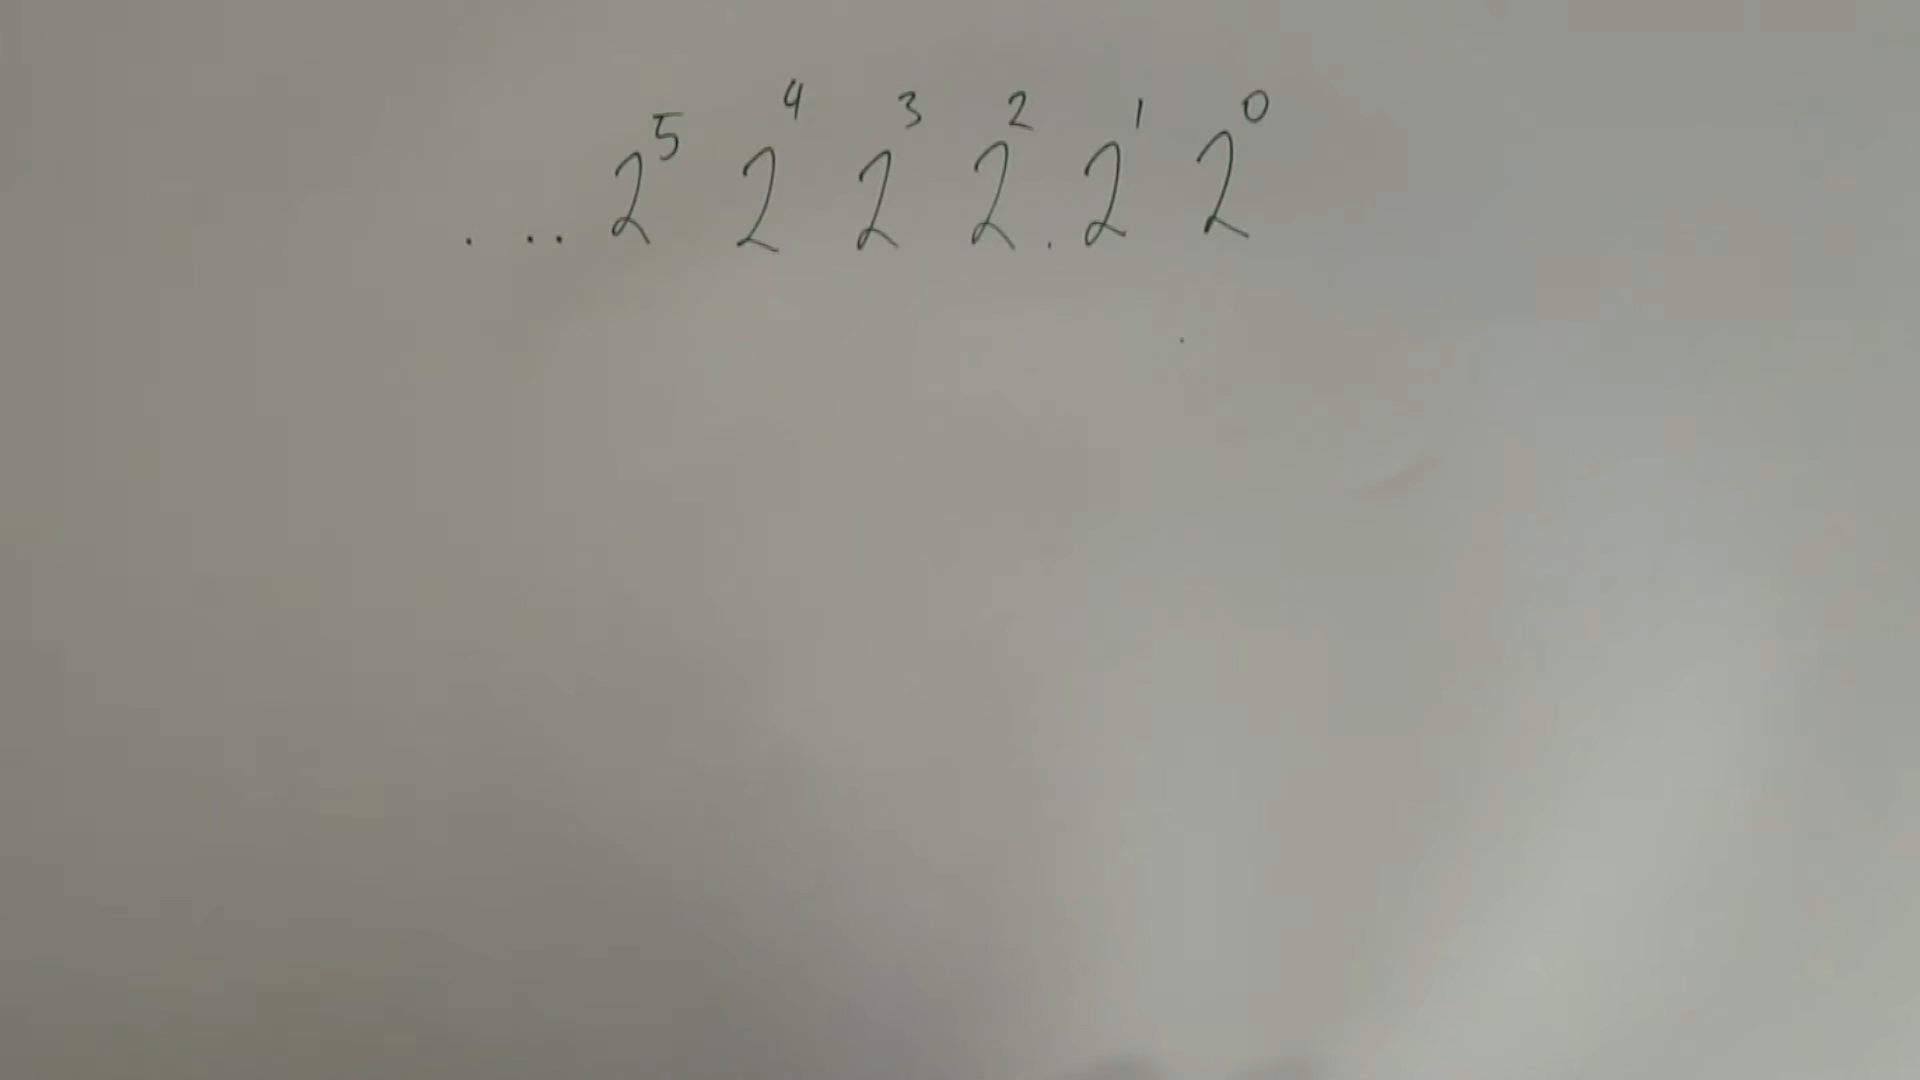 ... 2⁵ 2⁴ 2³ 2² . 2¹ 2⁰